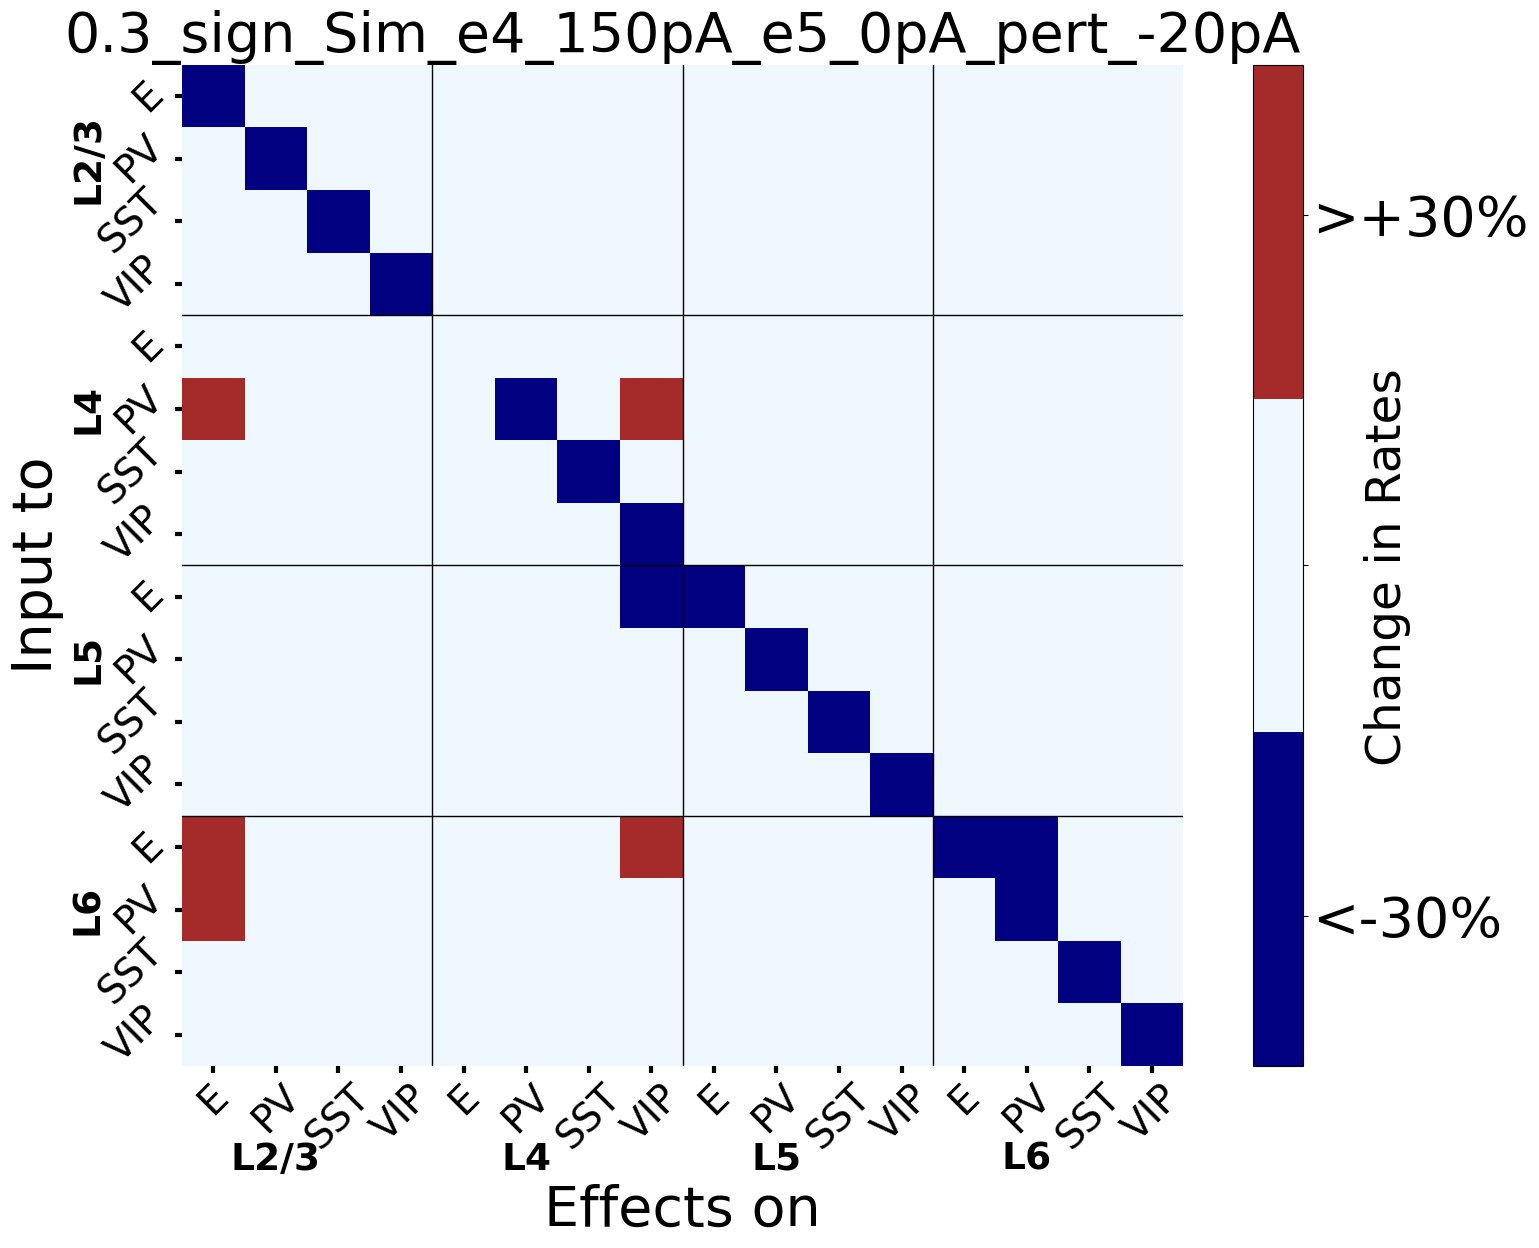 0.3_sign_Sim_e4_150pA_e5_0pA_pert_-20pA
Input to
L2/3
E
PV
SST
VIP
L4
E
PV
SST
VIP
L5
E
PV
SST
VIP
L6
E
PV
SST
VIP
E
PV
SST
VIP
E
PV
SST
VIP
E
PV
SST
VIP
E
PV
SST
VIP
L2/3
L4
L5
L6
Effects on
>+30%
<-30%
Change in Rates